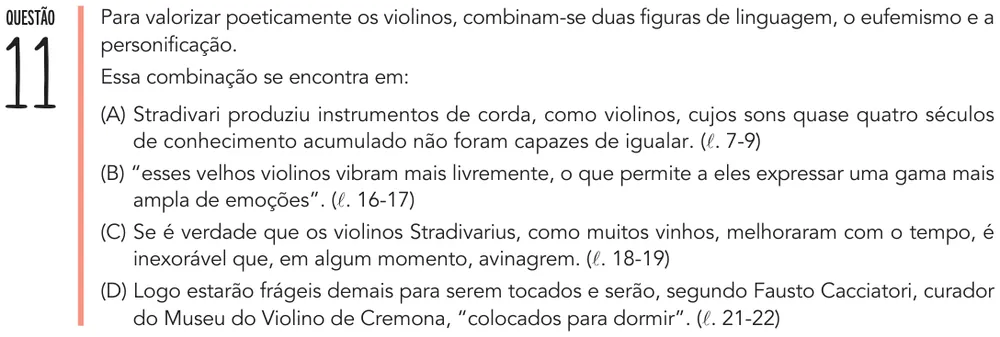 QUESTÃO
11
Para valorizar poeticamente os violinos, combinam-se duas figuras de linguagem, o eufemismo e a
personificação.
Essa combinação se encontra em:
(A) Stradivari produziu instrumentos de corda, como violinos, cujos sons quase quatro séculos
de conhecimento acumulado não foram capazes de igualar. (ℓ. 7-9)
(B) “esses velhos violinos vibram mais livremente, o que permite a eles expressar uma gama mais
ampla de emoções”. (ℓ. 16-17)
(C) Se é verdade que os violinos Stradivarius, como muitos vinhos, melhoraram com o tempo, é
inexorável que, em algum momento, avinagrem. (ℓ. 18-19)
(D) Logo estarão frágeis demais para serem tocados e serão, segundo Fausto Cacciatori, curador
do Museu do Violino de Cremona, “colocados para dormir”. (ℓ. 21-22)